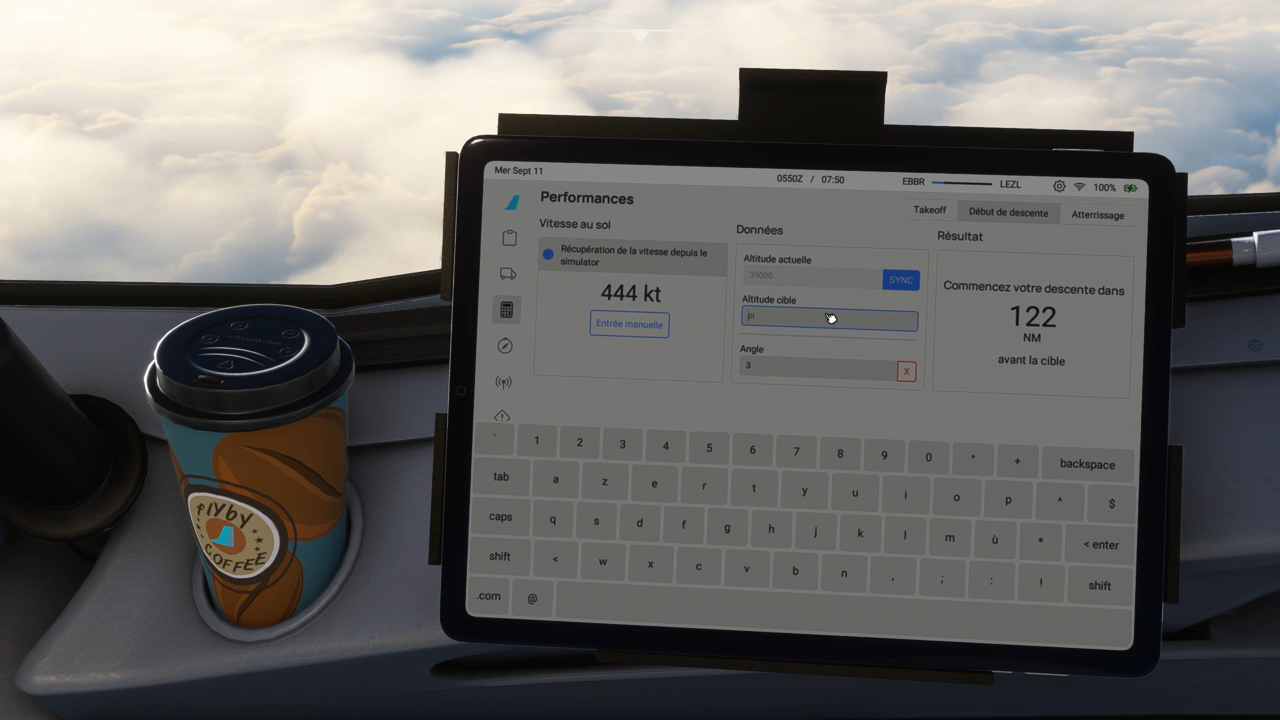 Mer Sept 11
0550Z / 07:50
EBBR
LEZL
100%
Performances
Takeoff
Début de descente
Atterrissage
Vitesse au sol
Récupération de la vitesse depuis le
simulator
444 kt
Entrée manuelle
Données
Altitude actuelle
39000
SYNC
Altitude cible
pi
Angle
3
X
Résultat
Commencez votre descente dans
122
NM
avant la cible
1 2 3 4 5 6 7 8 9 0 + backspace
tab a z e r t y u i o p ^ $
caps q s d f g h j k l m ù * < enter
shift < w x c v b n , ; : ! shift
.com @
flyby
COFFEE